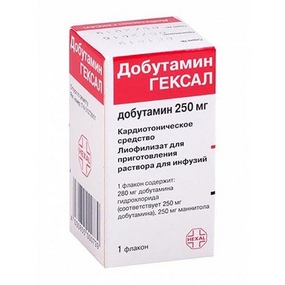 Добутамин
ГЕКСАЛ
добутамин 250 мг
Кардиотоническое
средство
Лиофилизат для
приготовления
раствора для инфузий
1 флакон содержит:
280 мг добутамина
гидрохлорида
(соответствует 250 мг
добутамина), 250 мг маннитола
1 флакон
HEXAL